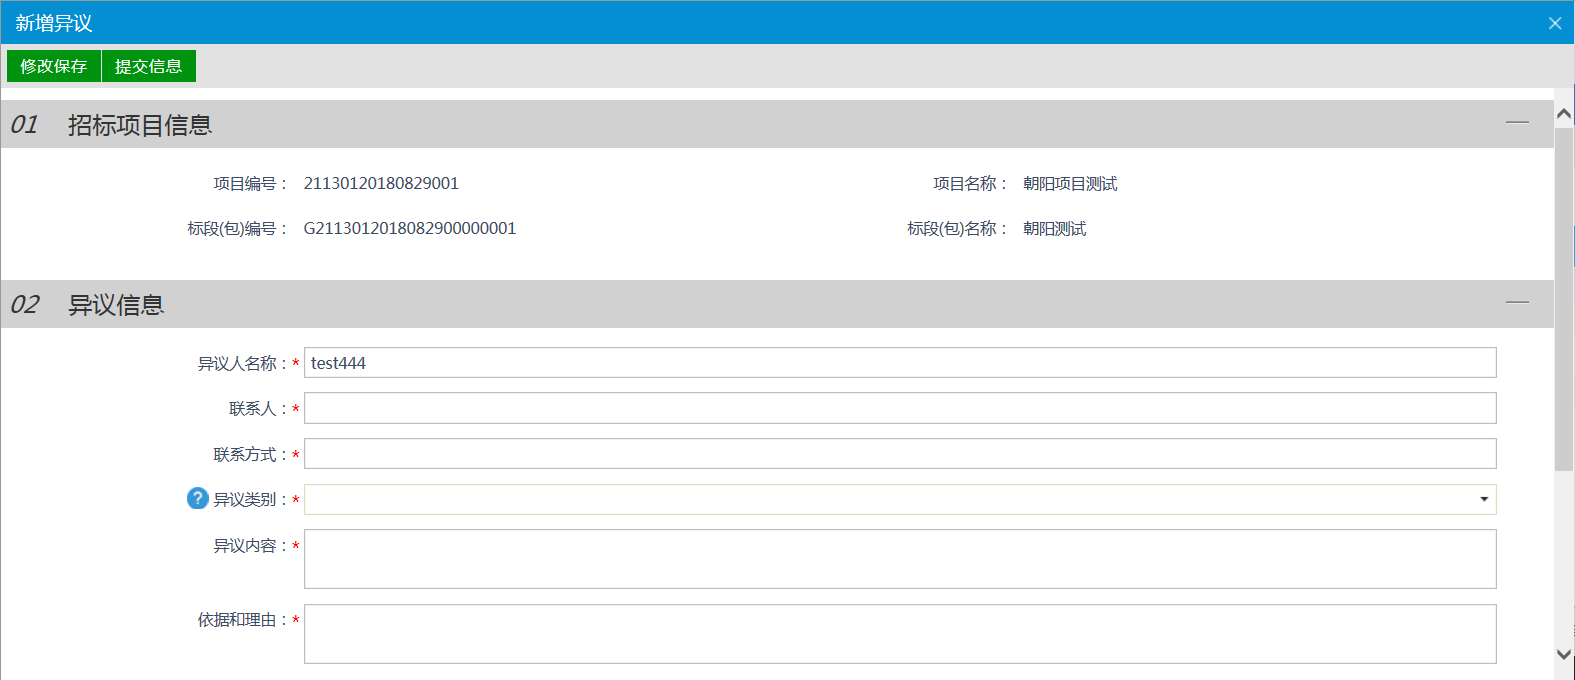 新增异议
修改保存 提交信息
01 招标项目信息
项目编号： 21130120180829001 项目名称： 朝阳项目测试
标段(包)编号： G2113012018082900000001 标段(包)名称： 朝阳测试
02 异议信息
异议人名称：* test444
联系人：*
联系方式：*
? 异议类别：*
异议内容：*
依据和理由：*